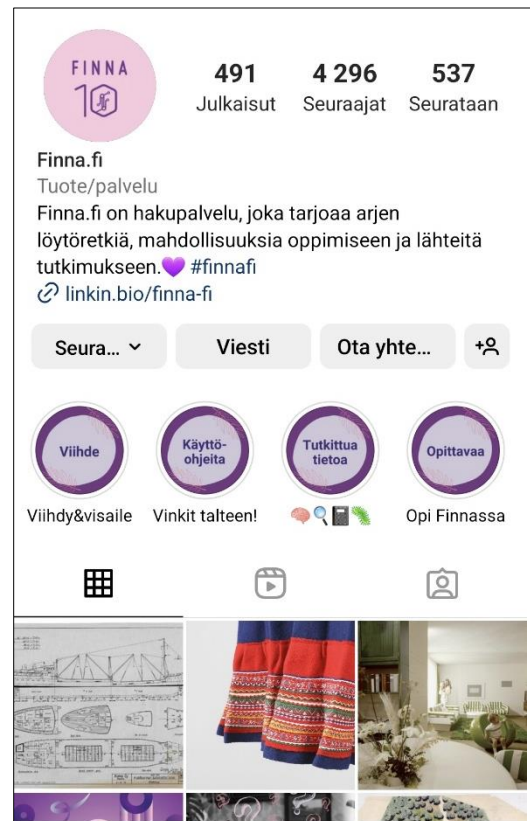 FINNA
10
491 4 296 537
Julkaisut Seuraajat Seurataan
Finna.fi
Tuote/palvelu
Finna.fi on hakupalvelu, joka tarjoaa arjen
löytöretkiä, mahdollisuuksia oppimiseen ja lähteitä
tutkimukseen.💜 #finnafi
linkin.bio/finna-fi
Seura... Viesti Ota yhte...
Viihde
Käyttö-
ohjeita
Tutkittua
tietoa
Opittavaa
Viihdy&visaile Vinkit talteen! 🧠🔍📓🦠 Opi Finnassa